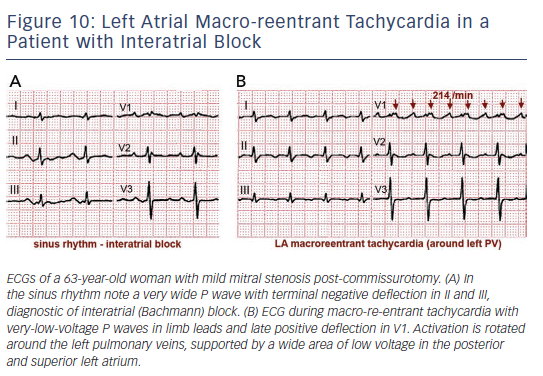 Figure 10: Left Atrial Macro-reentrant Tachycardia in a
Patient with Interatrial Block
A
B
I
V1
II
V2
III
V3
sinus rhythm - interatrial block
I
V1
214/min
II
V2
III
V3
LA macroreentrant tachycardia (around left PV)
ECGs of a 63-year-old woman with mild mitral stenosis post-commissurotomy. (A) In
the sinus rhythm note a very wide P wave with terminal negative deflection in II and III,
diagnostic of interatrial (Bachmann) block. (B) ECG during macro-re-entrant tachycardia with
very-low-voltage P waves in limb leads and late positive deflection in V1. Activation is rotated
around the left pulmonary veins, supported by a wide area of low voltage in the posterior
and superior left atrium.